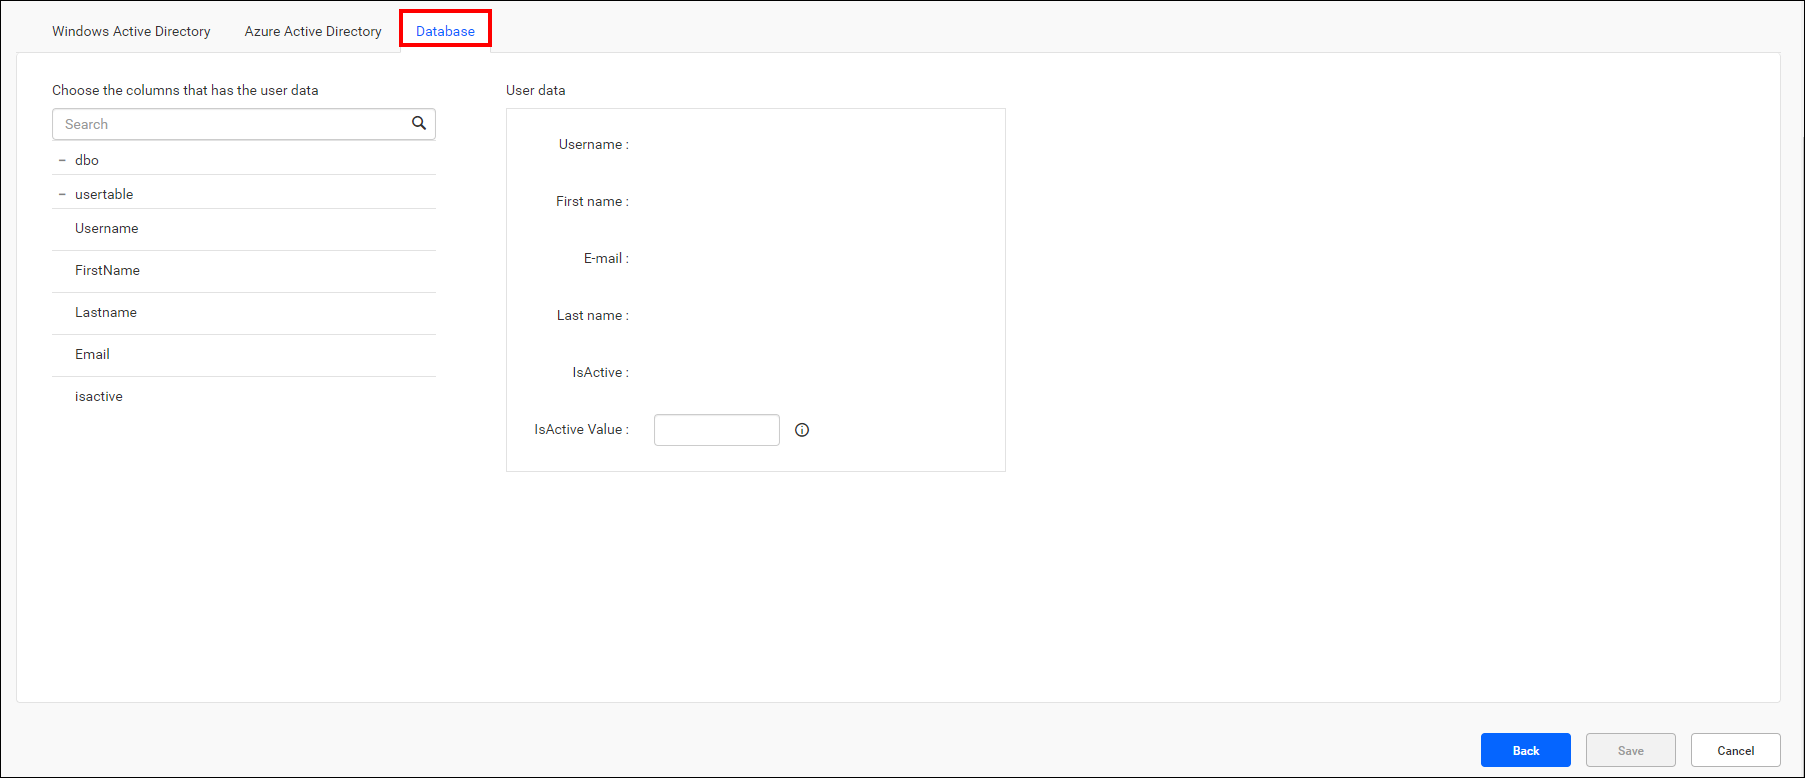 Windows Active Directory Azure Active Directory Database
Choose the columns that has the user data
Search
dbo
usertable
Username
FirstName
Lastname
Email
isactive
User data
Username :
First name :
E-mail :
Last name :
IsActive :
IsActive Value :
Back Save Cancel